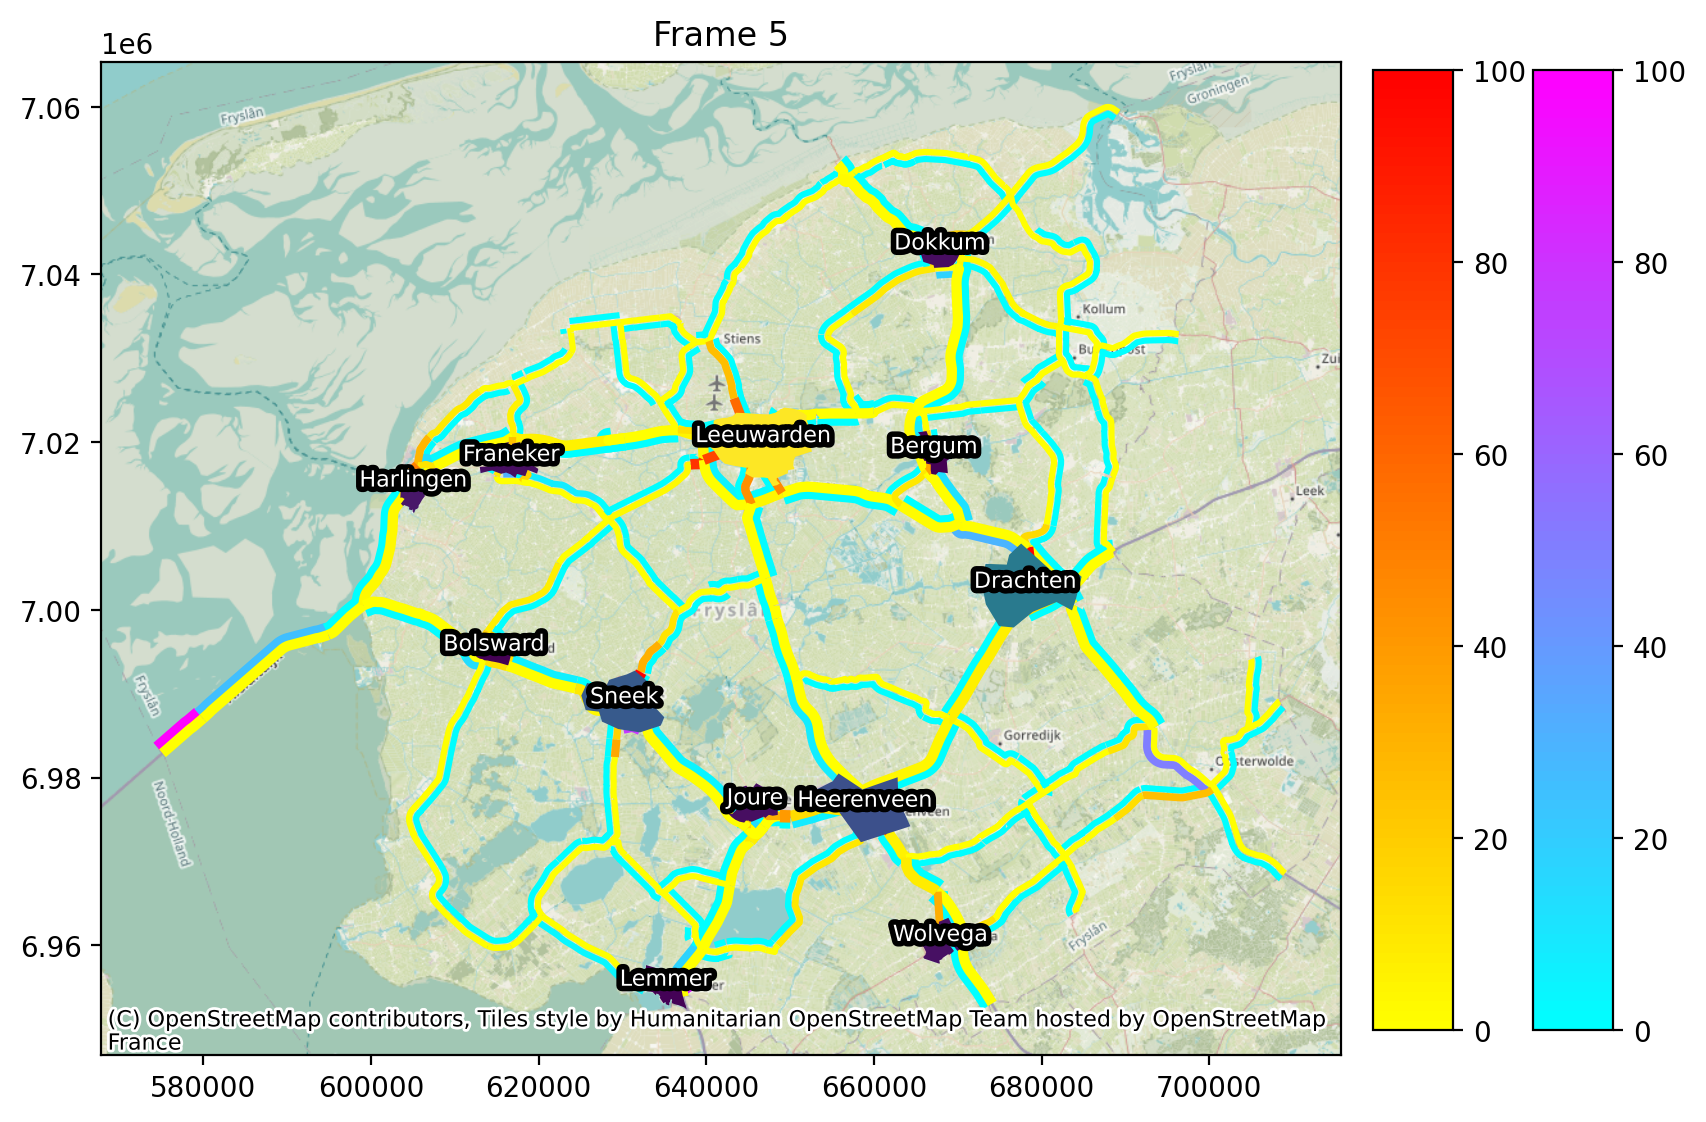 Frame 5
1e6
7.06
7.04
7.02
7.00
6.98
6.96
580000
600000
620000
640000
660000
680000
700000
Fryslân
Fryslân
Groningen
Dokkum
Kollum
Stiens
Leeuwarden
Bergum
Franeker
Harlingen
Leek
Drachten
Fryslân
Bolsward
Sneek
Fryslân
Noord-Holland
Gorredijk
Oosterwolde
Joure
Heerenveen
Wolvega
Fryslân
Lemmer
(C) OpenStreetMap contributors, Tiles style by Humanitarian OpenStreetMap Team hosted by OpenStreetMap
France
100
80
60
40
20
0
100
80
60
40
20
0